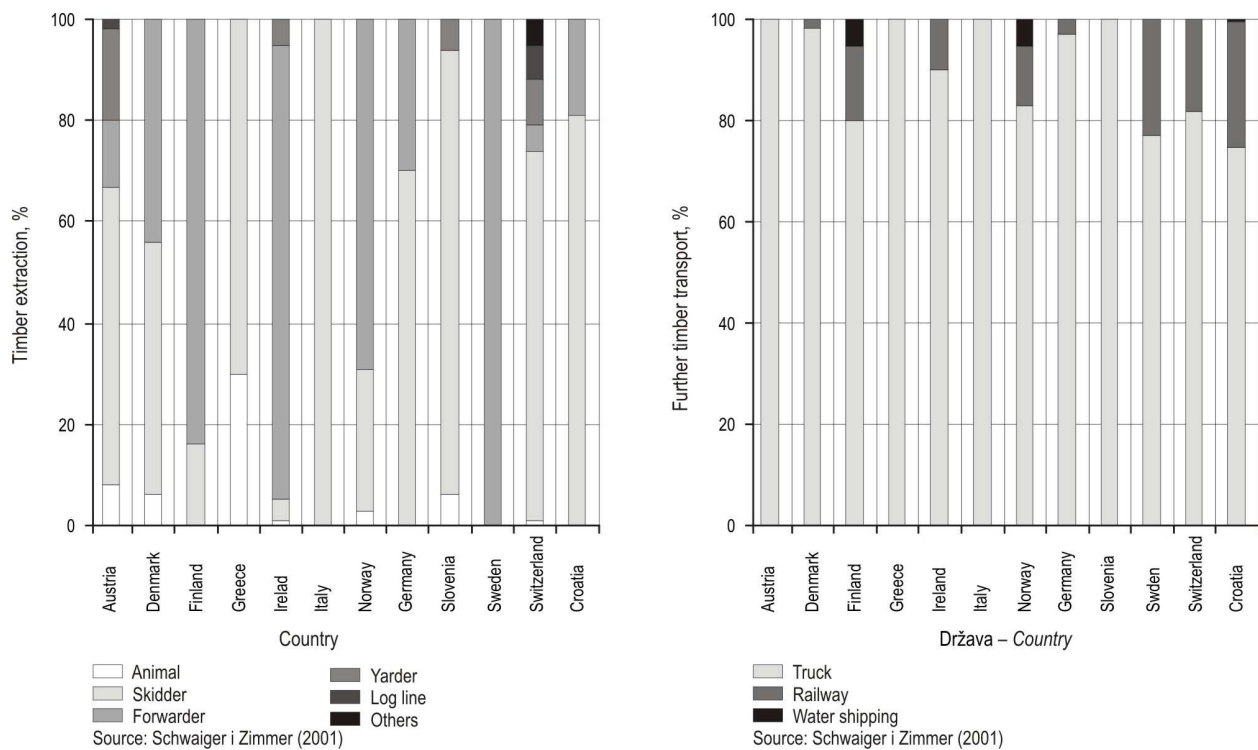 Timber extraction, %
100
80
60
40
20
0
Austria
Denmark
Finland
Greece
Irelad
Italy
Norway
Germany
Slovenia
Sweden
Switzerland
Croatia
Country
Animal
Skidder
Forwarder
Yarder
Log line
Others
Source: Schwaiger i Zimmer (2001)
Further timber transport, %
100
80
60
40
20
0
Austria
Denmark
Finland
Greece
Ireland
Italy
Norway
Germany
Slovenia
Swden
Switzerland
Croatia
Država – Country
Truck
Railway
Water shipping
Source: Schwaiger i Zimmer (2001)